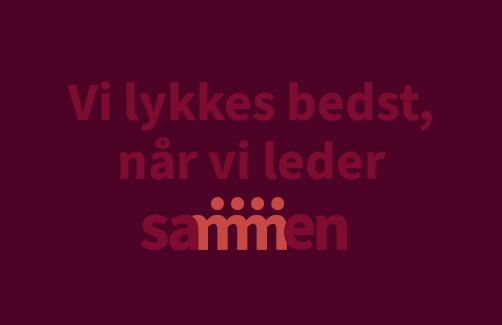 Vi lykkes bedst,
når vi leder
sammen